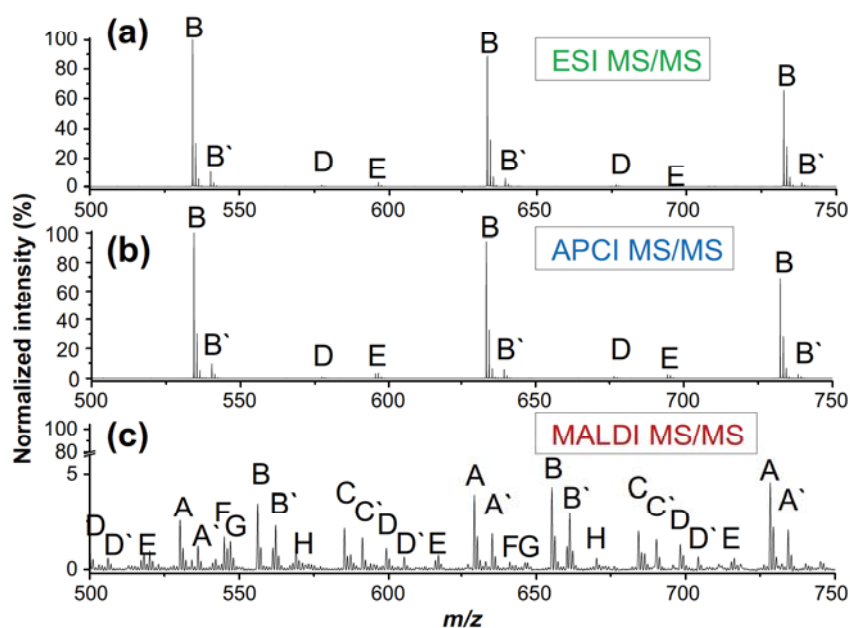 Normalized intensity (%)
(a)
ESI MS/MS
100
80
60
40
20
0
B
B`
D
E
B
B`
D
E
B
B`
500
550
600
650
700
750
(b)
APCI MS/MS
100
80
60
40
20
0
B
B`
D
E
B
B`
D
E
B
B`
500
550
600
650
700
750
(c)
MALDI MS/MS
100
80
5
0
D
D`
E
A
A`
F
G
B
B`
H
C
C`
D
D`
E
A
A`
F
G
B
B`
H
C
C`
D
D`
E
A
A`
500
550
600
650
700
750
m/z